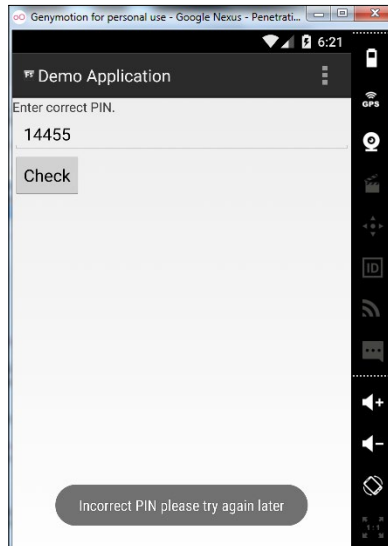 Genymotion for personal use - Google Nexus - Penetrati...
6:21
Demo Application
GPS
Enter correct PIN.
14455
Check
ID
Incorrect PIN please try again later
1:1